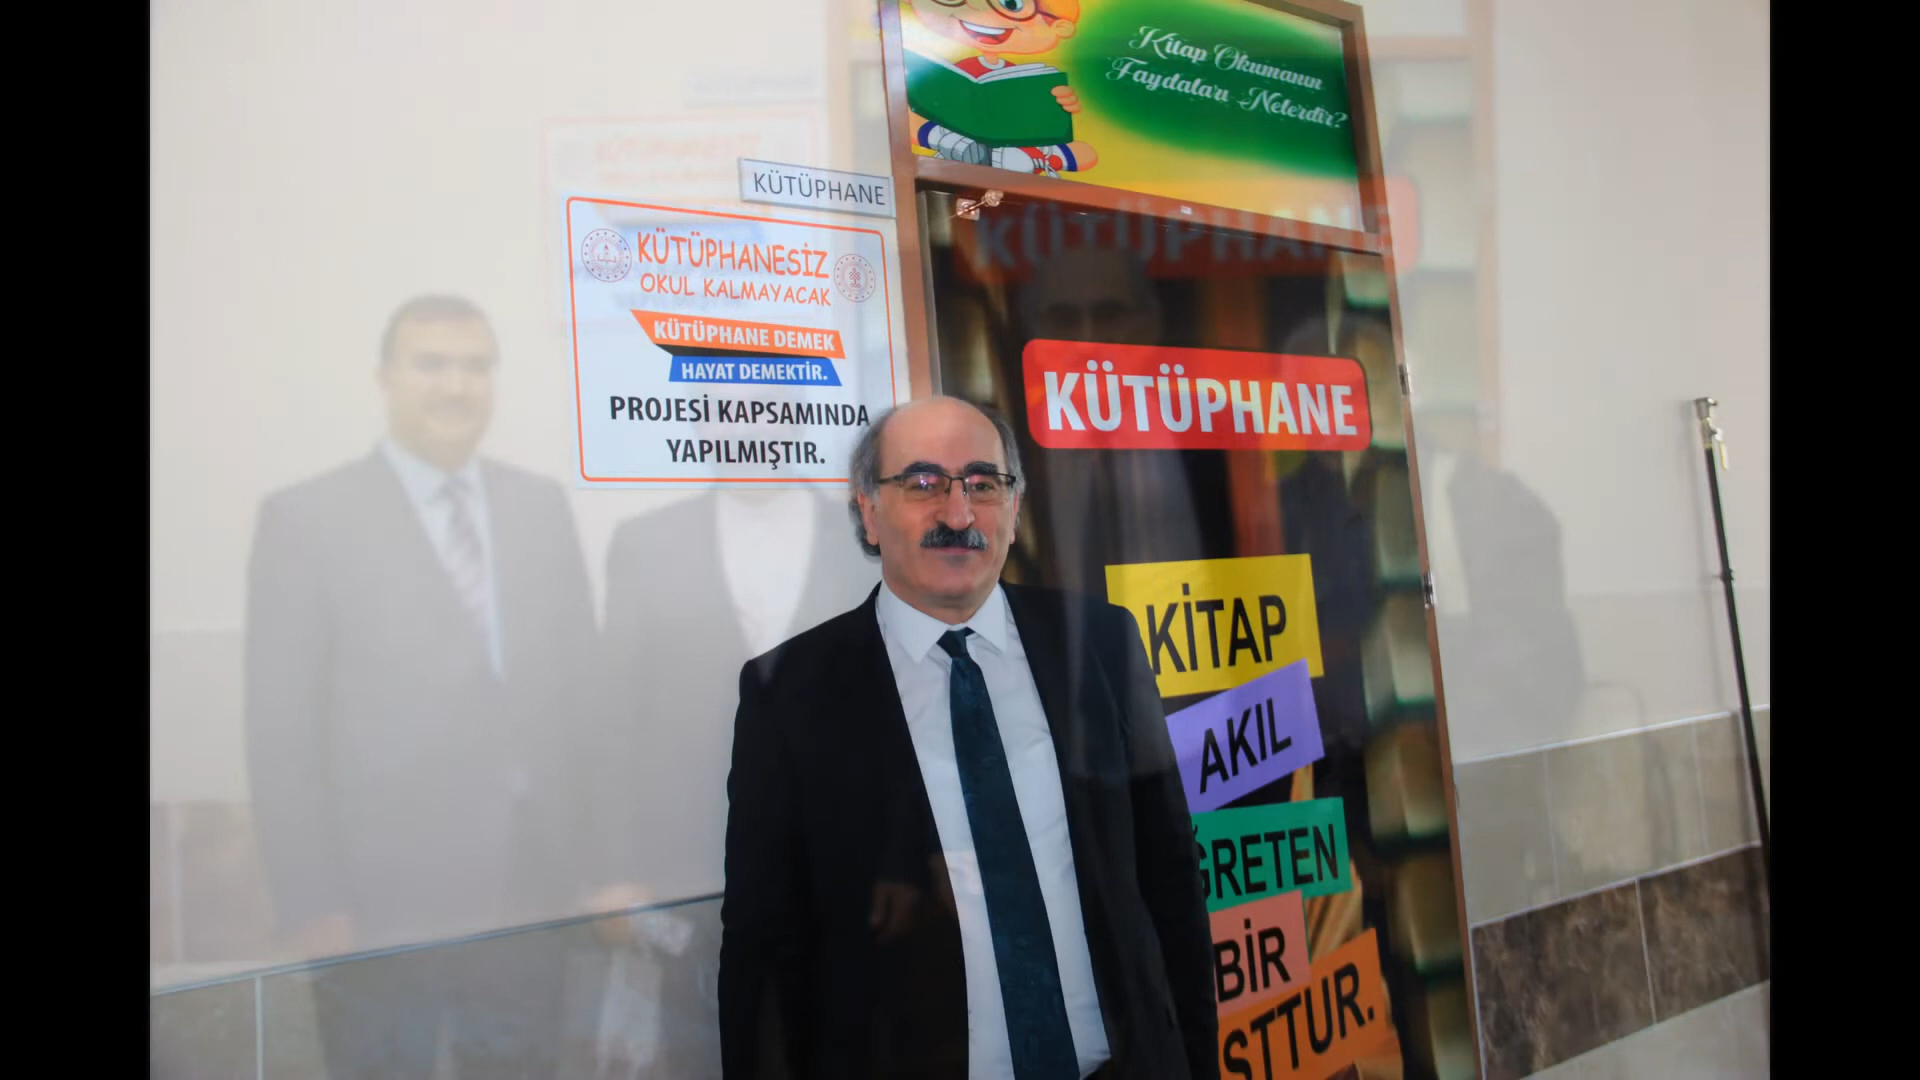 Kitap Okumanın
Faydaları Nelerdir?
KÜTÜPHANE
KÜTÜPHANESİZ
OKUL KALMAYACAK
KÜTÜPHANE DEMEK
HAYAT DEMEKTİR.
PROJESİ KAPSAMINDA
YAPILMIŞTIR.
KÜTÜPHANE
KÜTÜPHANE
KİTAP
AKIL
ĞRETEN
BİR
STTUR.